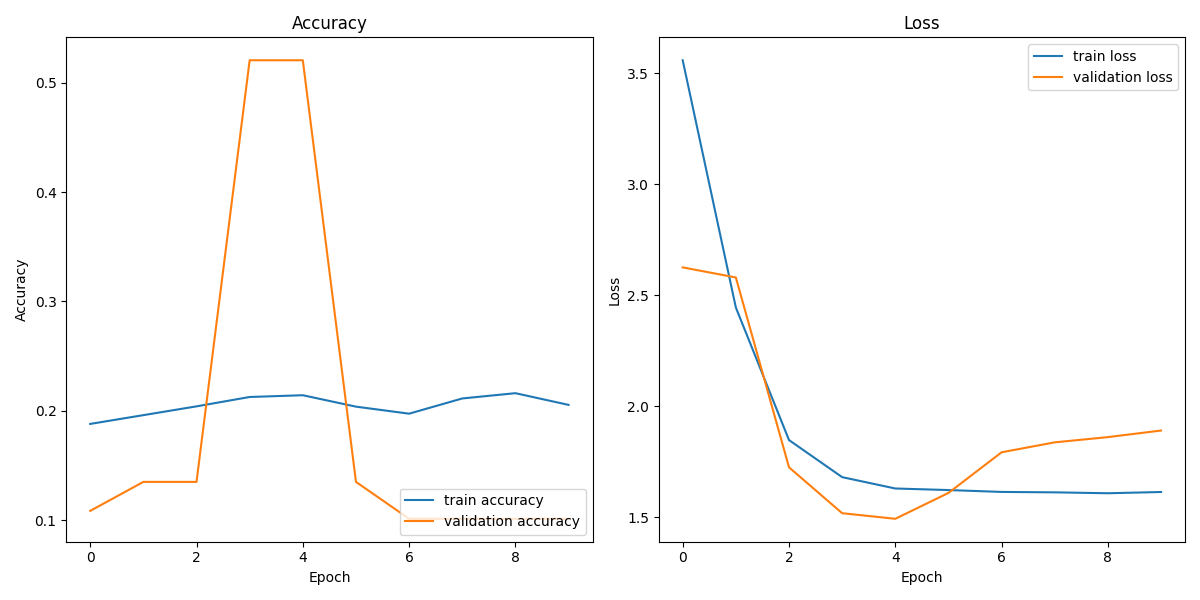 Accuracy
0.5
0.4
0.3
0.2
0.1
Accuracy
train accuracy
validation accuracy
0 2 4 6 8
Epoch
Loss
3.5
3.0
2.5
2.0
1.5
Loss
train loss
validation loss
0 2 4 6 8
Epoch